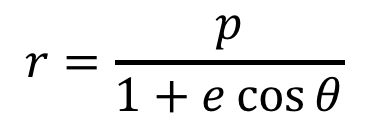 r = p / (1 + e cos θ)